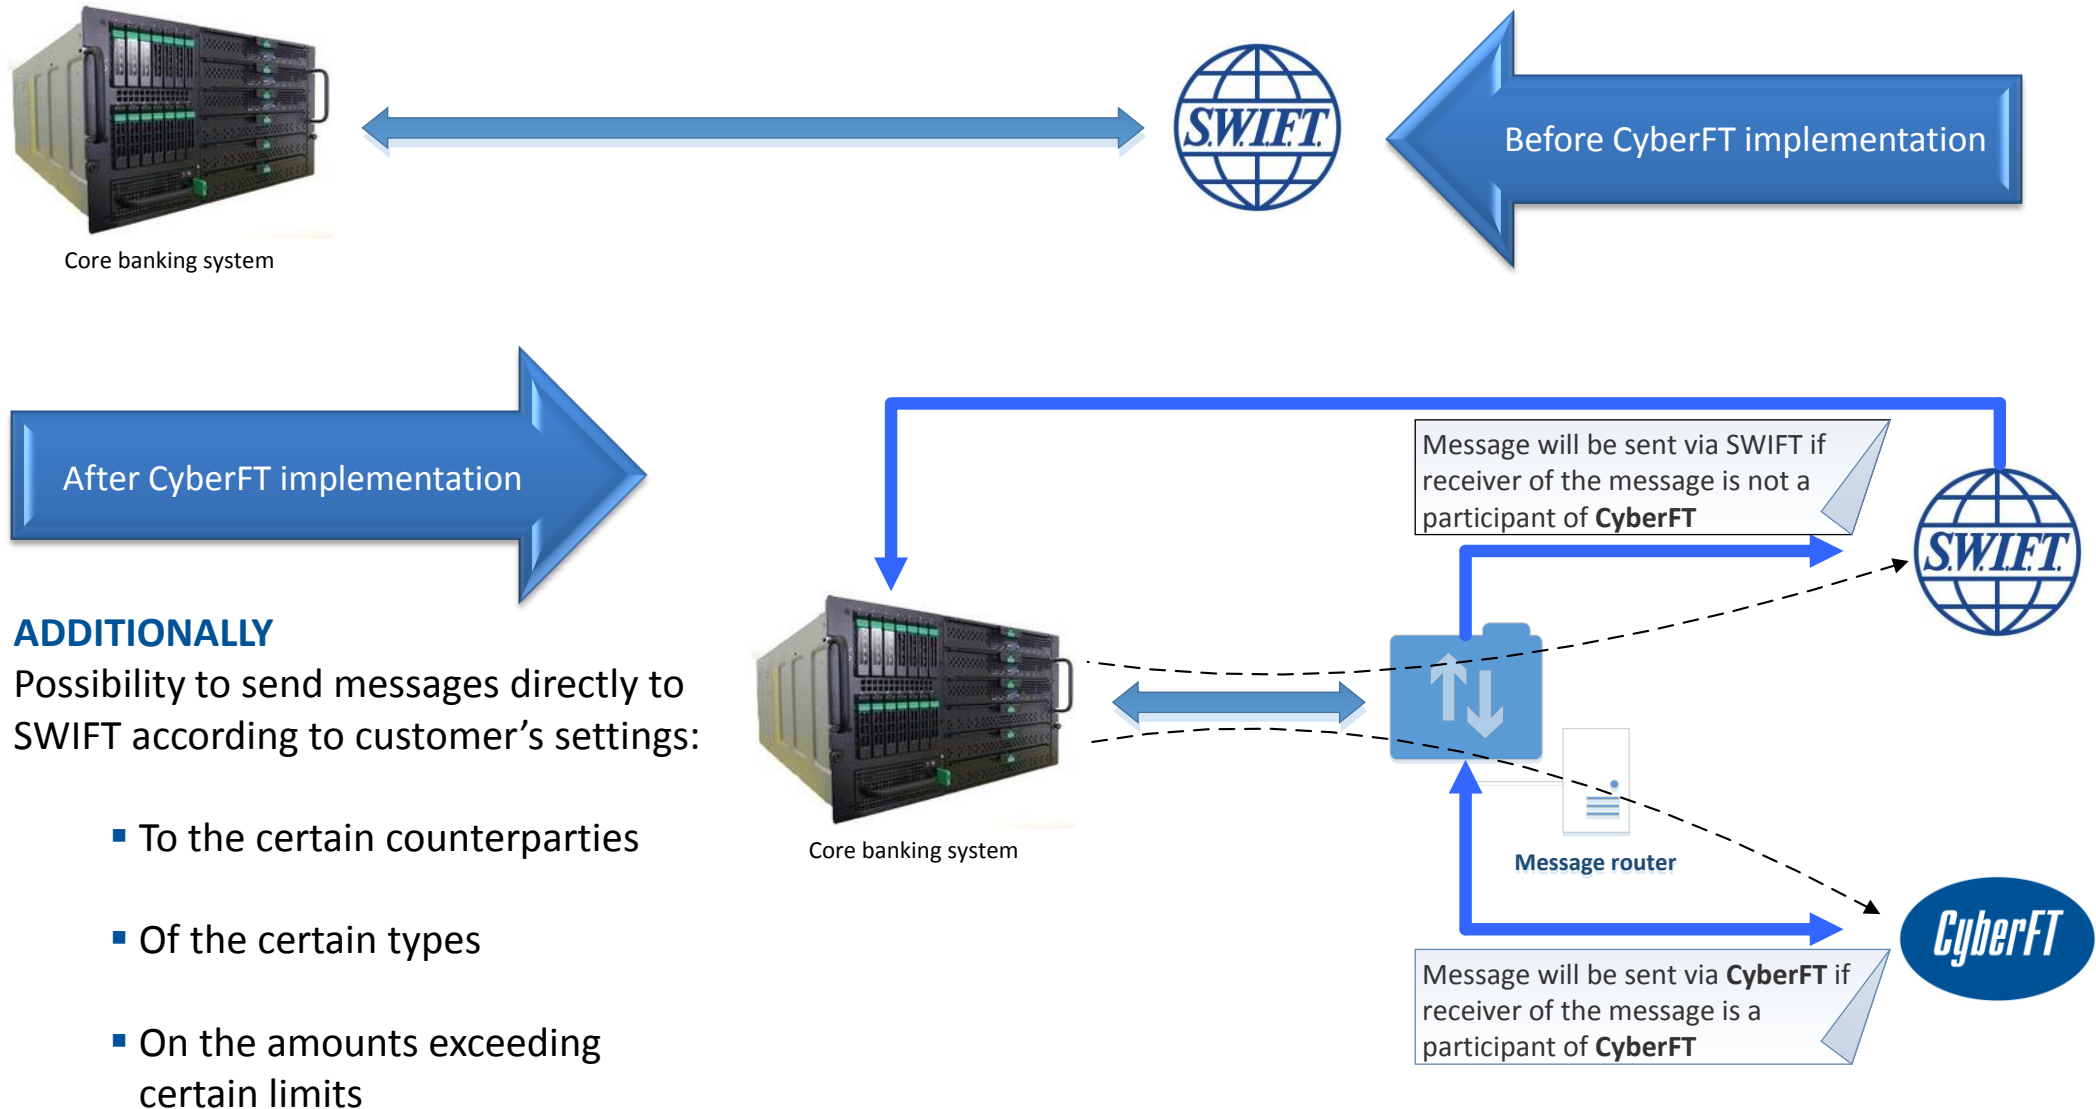 S.W.I.F.T.
Before CyberFT implementation
Core banking system
After CyberFT implementation
Message will be sent via SWIFT if
receiver of the message is not a
participant of CyberFT
S.W.I.F.T.
ADDITIONALLY
Possibility to send messages directly to
SWIFT according to customer’s settings:
▪ To the certain counterparties
▪ Of the certain types
▪ On the amounts exceeding
certain limits
Core banking system
Message router
CyberFT
Message will be sent via CyberFT if
receiver of the message is a
participant of CyberFT